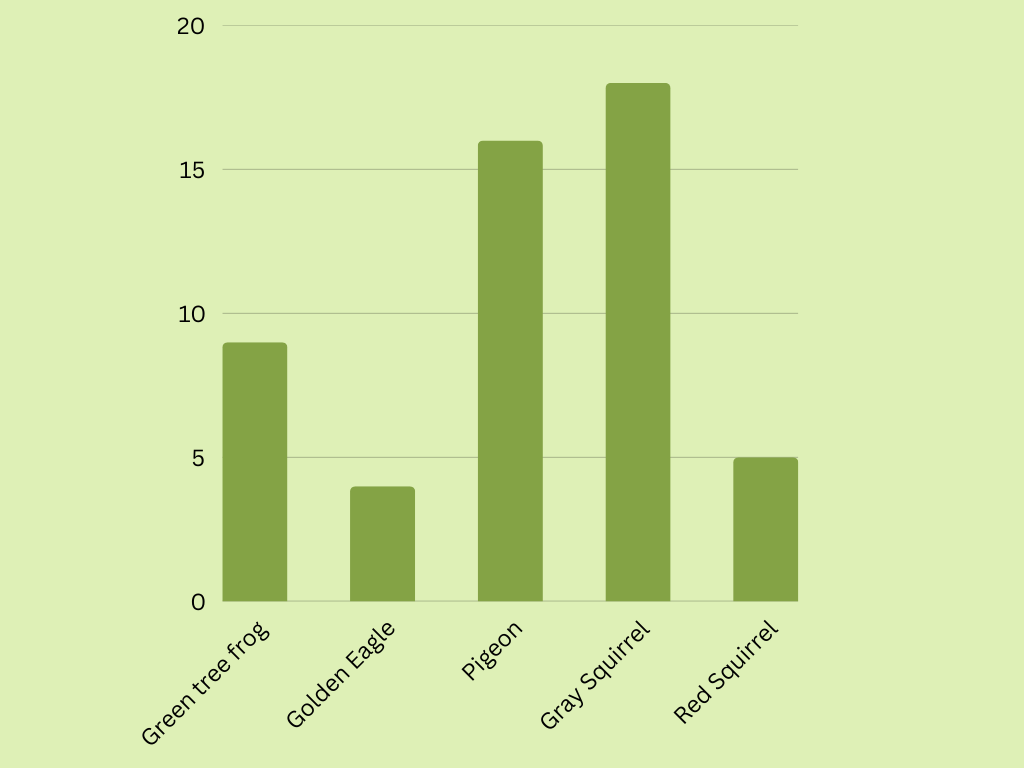 20
15
10
5
0
Green tree frog
Golden Eagle
Pigeon
Gray Squirrel
Red Squirrel